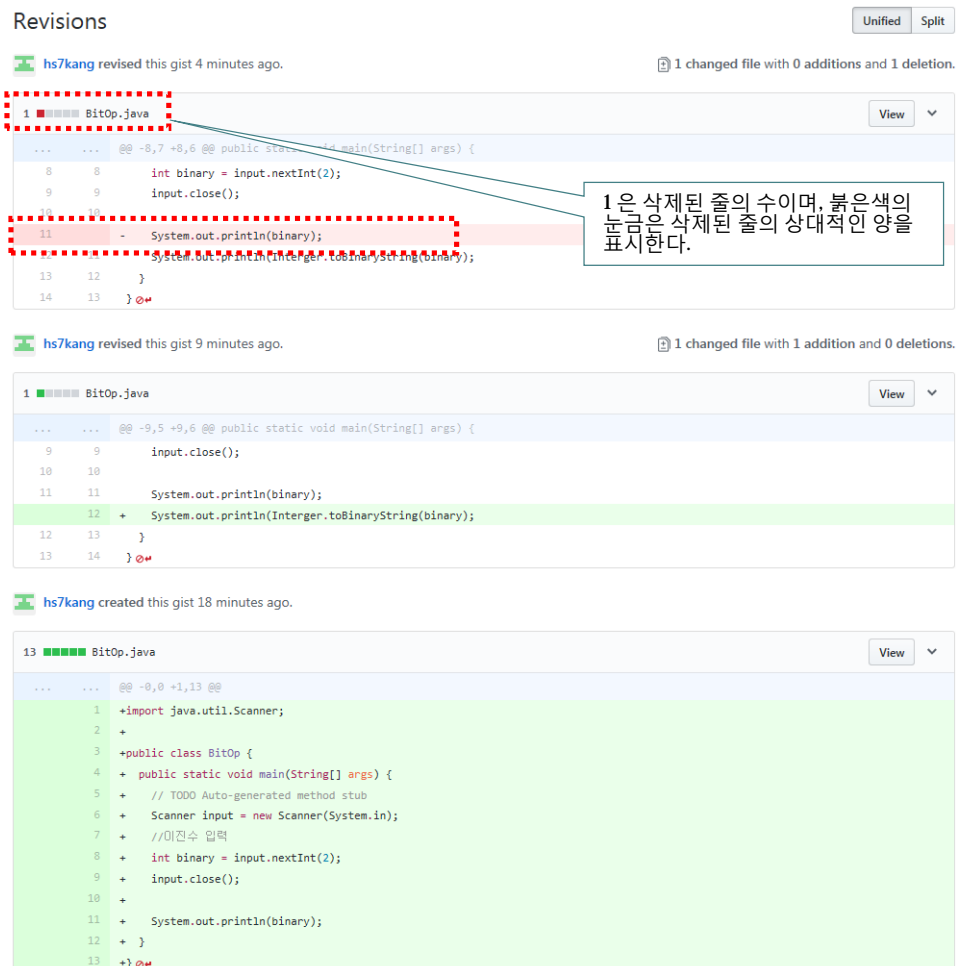 Revisions
Unified Split
hs7kang revised this gist 4 minutes ago.
1 changed file with 0 additions and 1 deletion.
1 BitOp.java
View
... ... @@ -8,7 +8,6 @@ public static void main(String[] args) {
8 8 int binary = input.nextInt(2);
9 9 input.close();
10 10
11 - System.out.println(binary);
12 11 System.out.println(Interger.toBinaryString(binary);
13 12 }
14 13 }
1 은 삭제된 줄의 수이며, 붉은색의
눈금은 삭제된 줄의 상대적인 양을
표시한다.
hs7kang revised this gist 9 minutes ago.
1 changed file with 1 addition and 0 deletions.
1 BitOp.java
View
... ... @@ -9,5 +9,6 @@ public static void main(String[] args) {
9 9 input.close();
10 10
11 11 System.out.println(binary);
12 + System.out.println(Interger.toBinaryString(binary);
12 13 }
13 14 }
hs7kang created this gist 18 minutes ago.
13 BitOp.java
View
... ... @@ -0,0 +1,13 @@
1 +import java.util.Scanner;
2 +
3 +public class BitOp {
4 + public static void main(String[] args) {
5 + // TODO Auto-generated method stub
6 + Scanner input = new Scanner(System.in);
7 + //이진수 입력
8 + int binary = input.nextInt(2);
9 + input.close();
10 +
11 + System.out.println(binary);
12 + }
13 +}